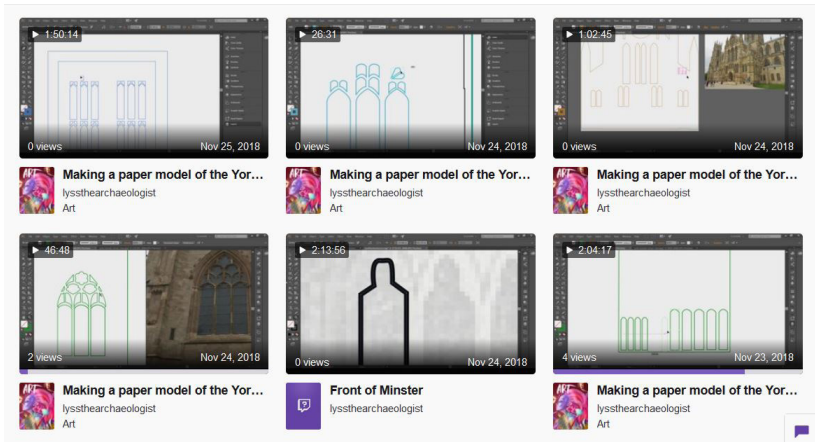 1:50:14
0 views Nov 25, 2018
Making a paper model of the Yor...
lyssthearchaeologist
Art
26:31
0 views Nov 24, 2018
Making a paper model of the Yor...
lyssthearchaeologist
Art
1:02:45
0 views Nov 24, 2018
Making a paper model of the Yor...
lyssthearchaeologist
Art
46:48
2 views Nov 24, 2018
Making a paper model of the Yor...
lyssthearchaeologist
Art
2:13:56
0 views Nov 24, 2018
Front of Minster
lyssthearchaeologist
2:04:17
4 views Nov 23, 2018
Making a paper model of the Yor...
lyssthearchaeologist
Art